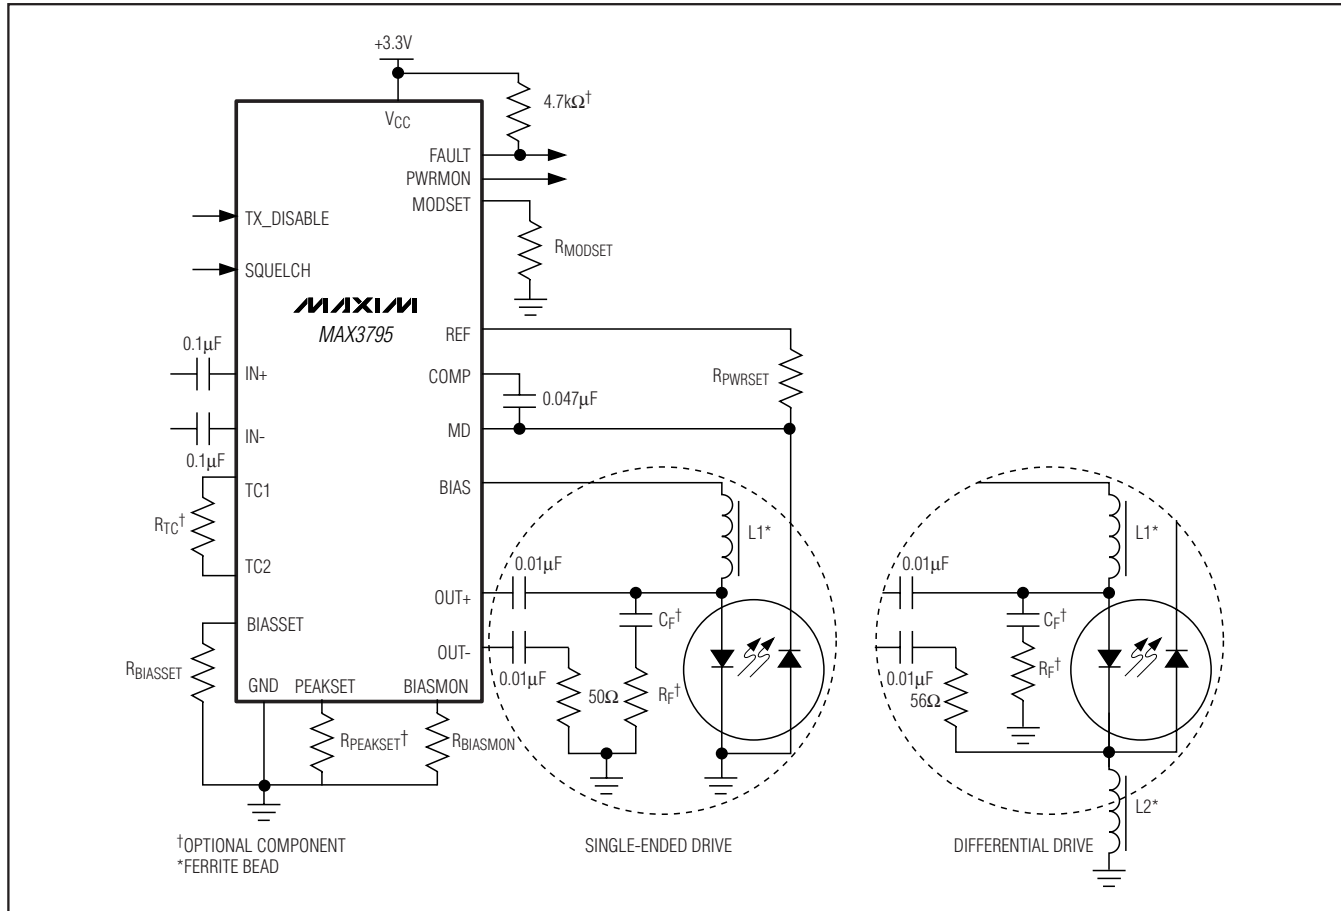 +3.3V
4.7kΩ†
VCC
FAULT
PWRMON
MODSET
TX_DISABLE
RMODSET
SQUELCH
MAXIM
MAX3795
REF
0.1µF
IN+
COMP
RPWRSET
0.047µF
IN-
MD
0.1µF
TC1
BIAS
RTC†
L1*
L1*
TC2
0.01µF
0.01µF
OUT+
BIASSET
CF†
CF†
OUT-
RBIASSET
0.01µF
0.01µF
GND
PEAKSET
BIASMON
50Ω
RF†
56Ω
RF†
RPEAKSET†
RBIASMON
L2*
†OPTIONAL COMPONENT
*FERRITE BEAD
SINGLE-ENDED DRIVE
DIFFERENTIAL DRIVE